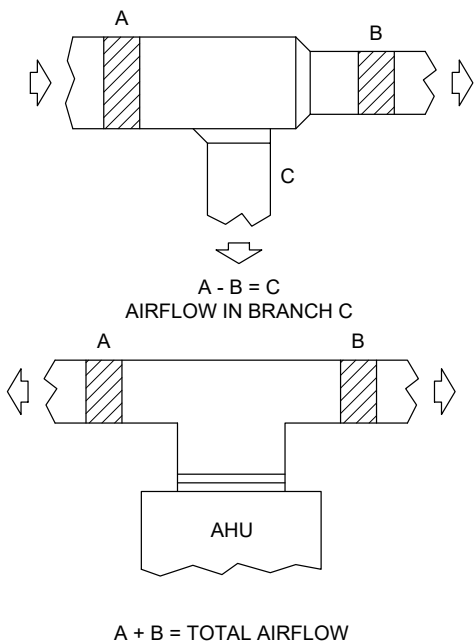 A
B
C
A - B = C
AIRFLOW IN BRANCH C
A
B
AHU
A + B = TOTAL AIRFLOW